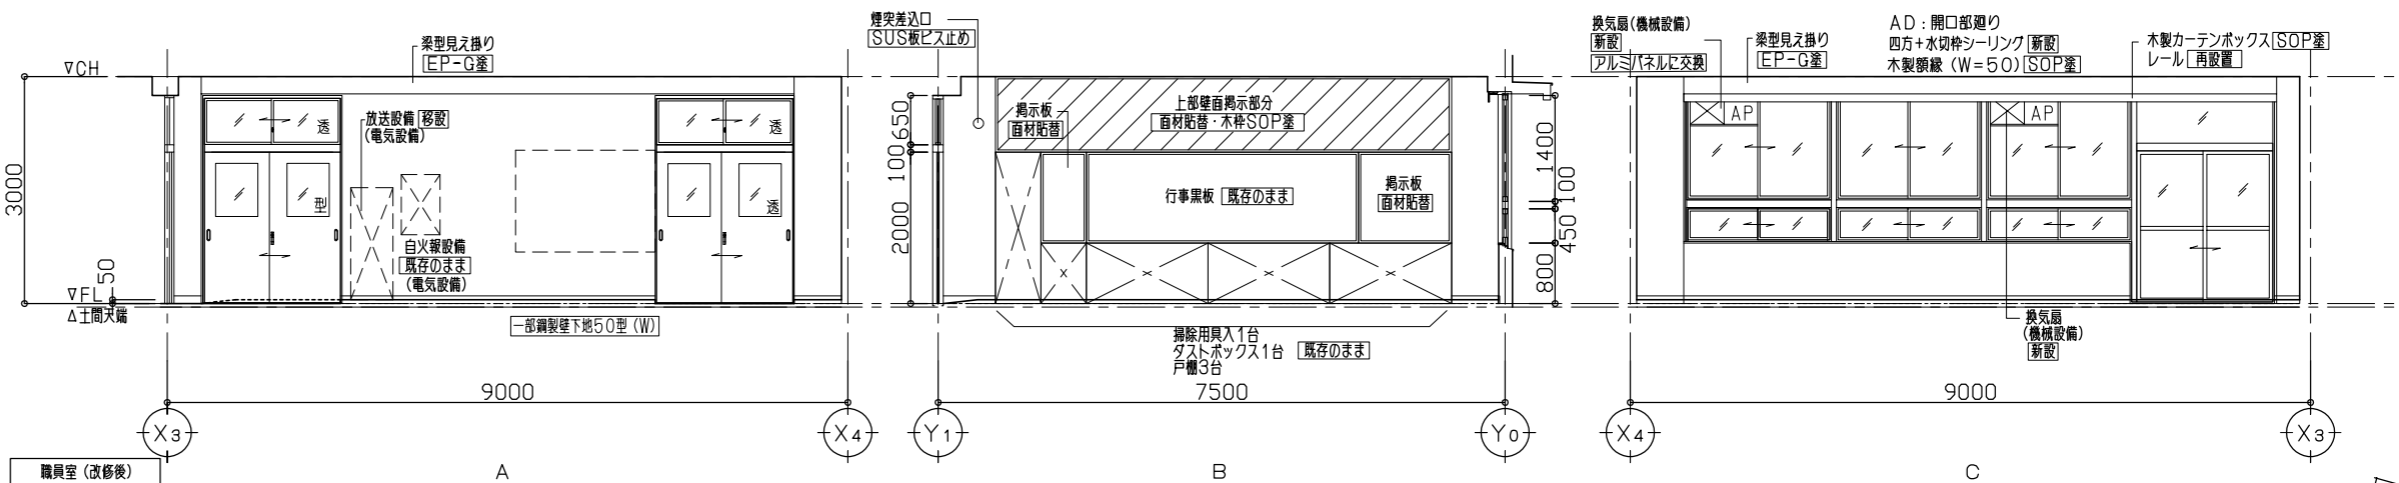 ▽CH
3000
▽FL
50
△土間天端
梁型見え掛り
EP-G塗
放送設備 移設
(電気設備)
透
型
自火報設備
既存のまま
(電気設備)
透
透
一部鋼製壁下地50型(W)
9000
X3
X4
職員室(改修後)
A
煙突差込口
SUS板ビス止め
650
100
2000
掲示板
面材貼替
上部壁面掲示部分
面材貼替・木枠SOP塗
行事黒板 既存のまま
掲示板
面材貼替
1400
100
450
800
掃除用具入1台
ダストボックス1台 既存のまま
戸棚3台
7500
Y1
Y0
B
換気扇(機械設備)
新設
アルミパネルに交換
梁型見え掛り
EP-G塗
AD:開口部廻り
四方+水切枠シーリング 新設
木製額縁(W=50) SOP塗
木製カーテンボックス SOP塗
レール 再設置
AP
AP
換気扇
(機械設備)
新設
9000
X4
X3
C